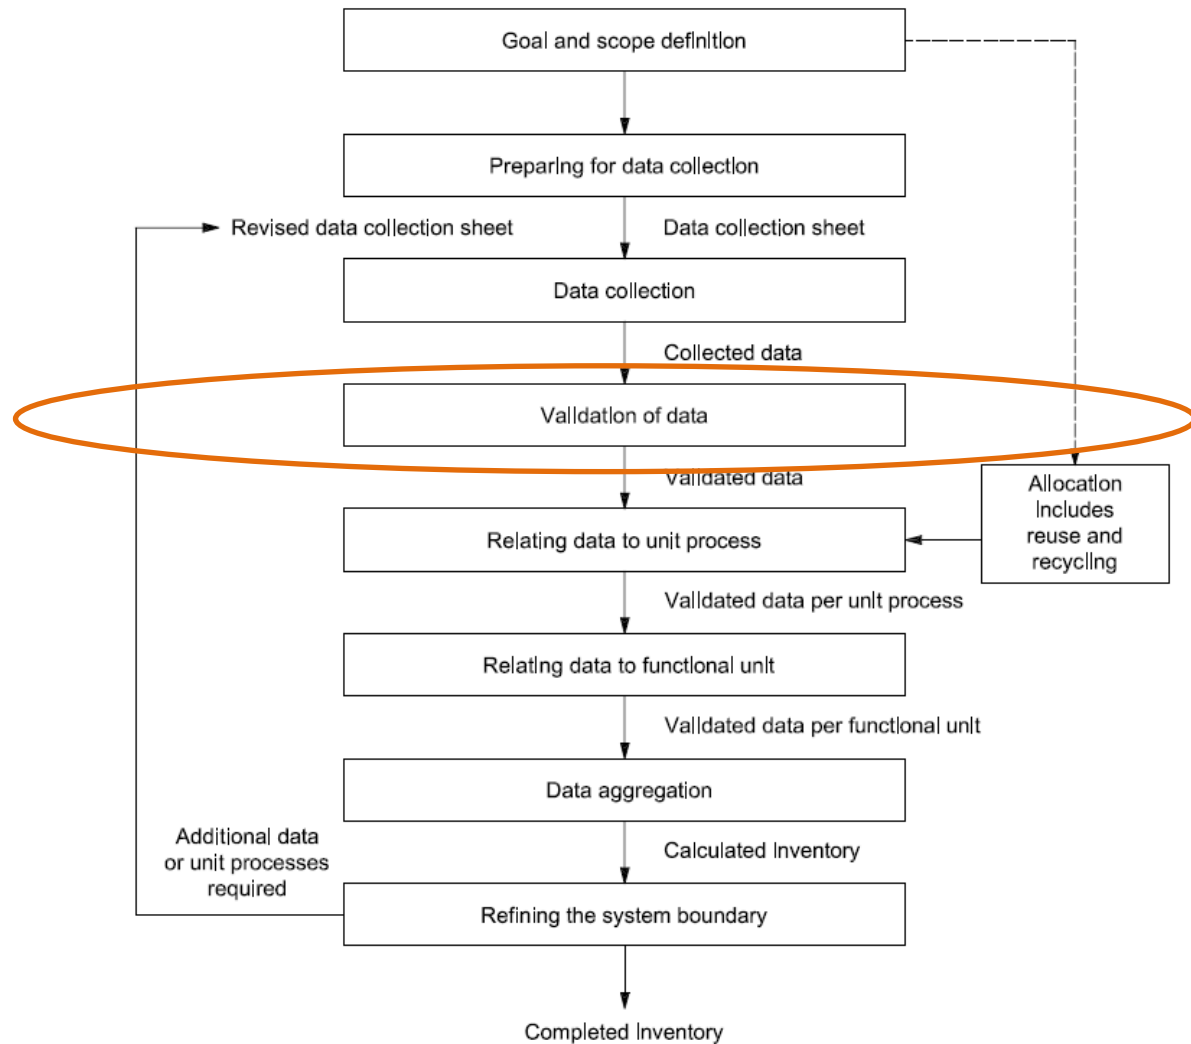 Goal and scope definition
Preparing for data collection
Revised data collection sheet
Data collection sheet
Data collection
Collected data
Validation of data
Validated data
Allocation
includes
reuse and
recycling
Relating data to unit process
Validated data per unit process
Relating data to functional unit
Validated data per functional unit
Data aggregation
Additional data
or unit processes
required
Calculated inventory
Refining the system boundary
Completed inventory